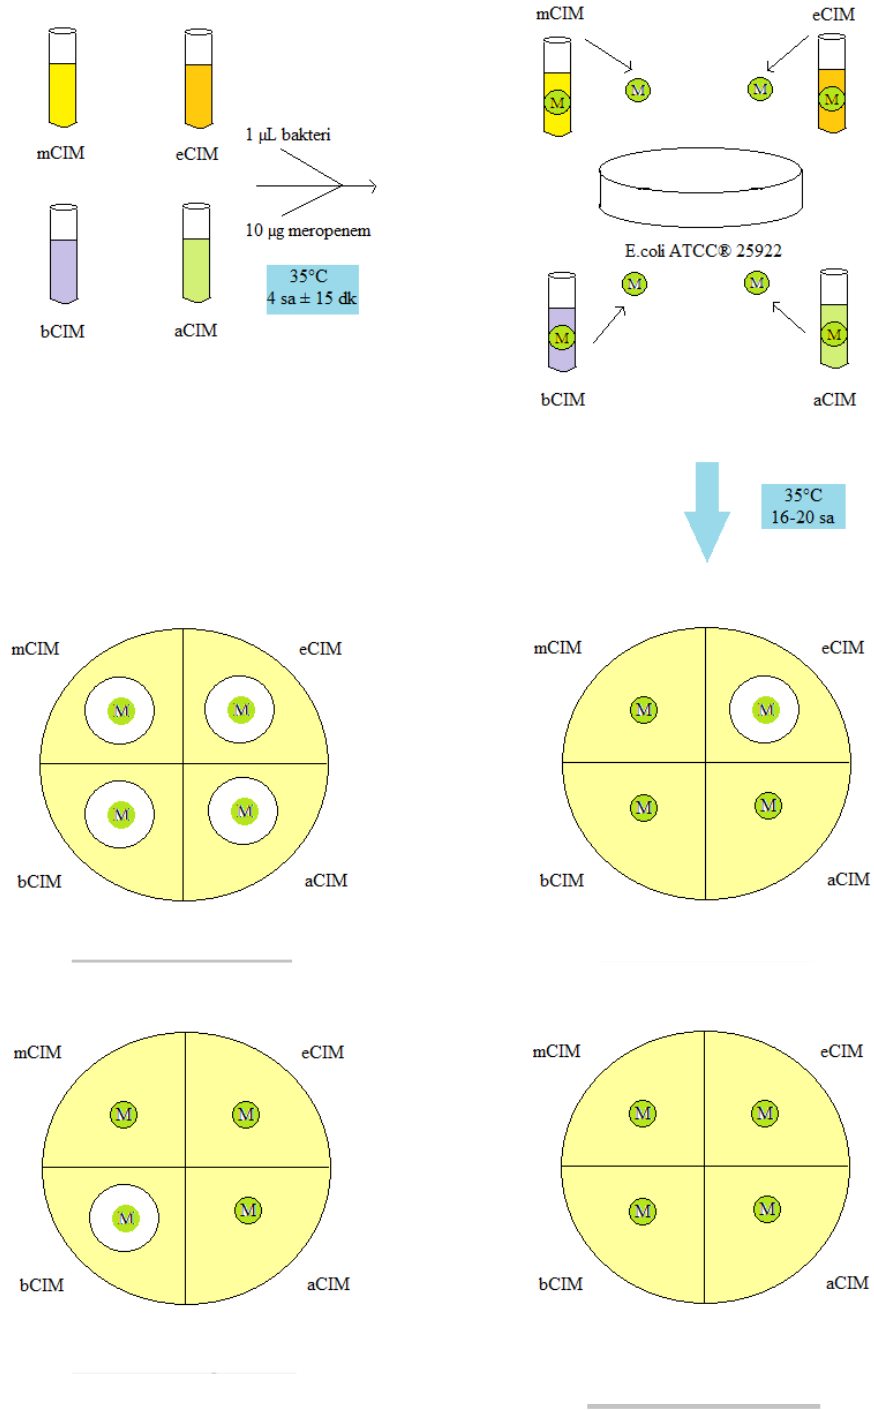 mCIM
eCIM
1 µL bakteri
10 µg meropenem
bCIM
aCIM
35°C
4 sa ± 15 dk
mCIM
eCIM
M
M
M
M
E.coli ATCC® 25922
M
M
M
M
bCIM
aCIM
35°C
16-20 sa
mCIM
eCIM
M
M
M
M
bCIM
aCIM
mCIM
eCIM
M
M
M
M
bCIM
aCIM
mCIM
eCIM
M
M
M
M
bCIM
aCIM
mCIM
eCIM
M
M
M
M
bCIM
aCIM